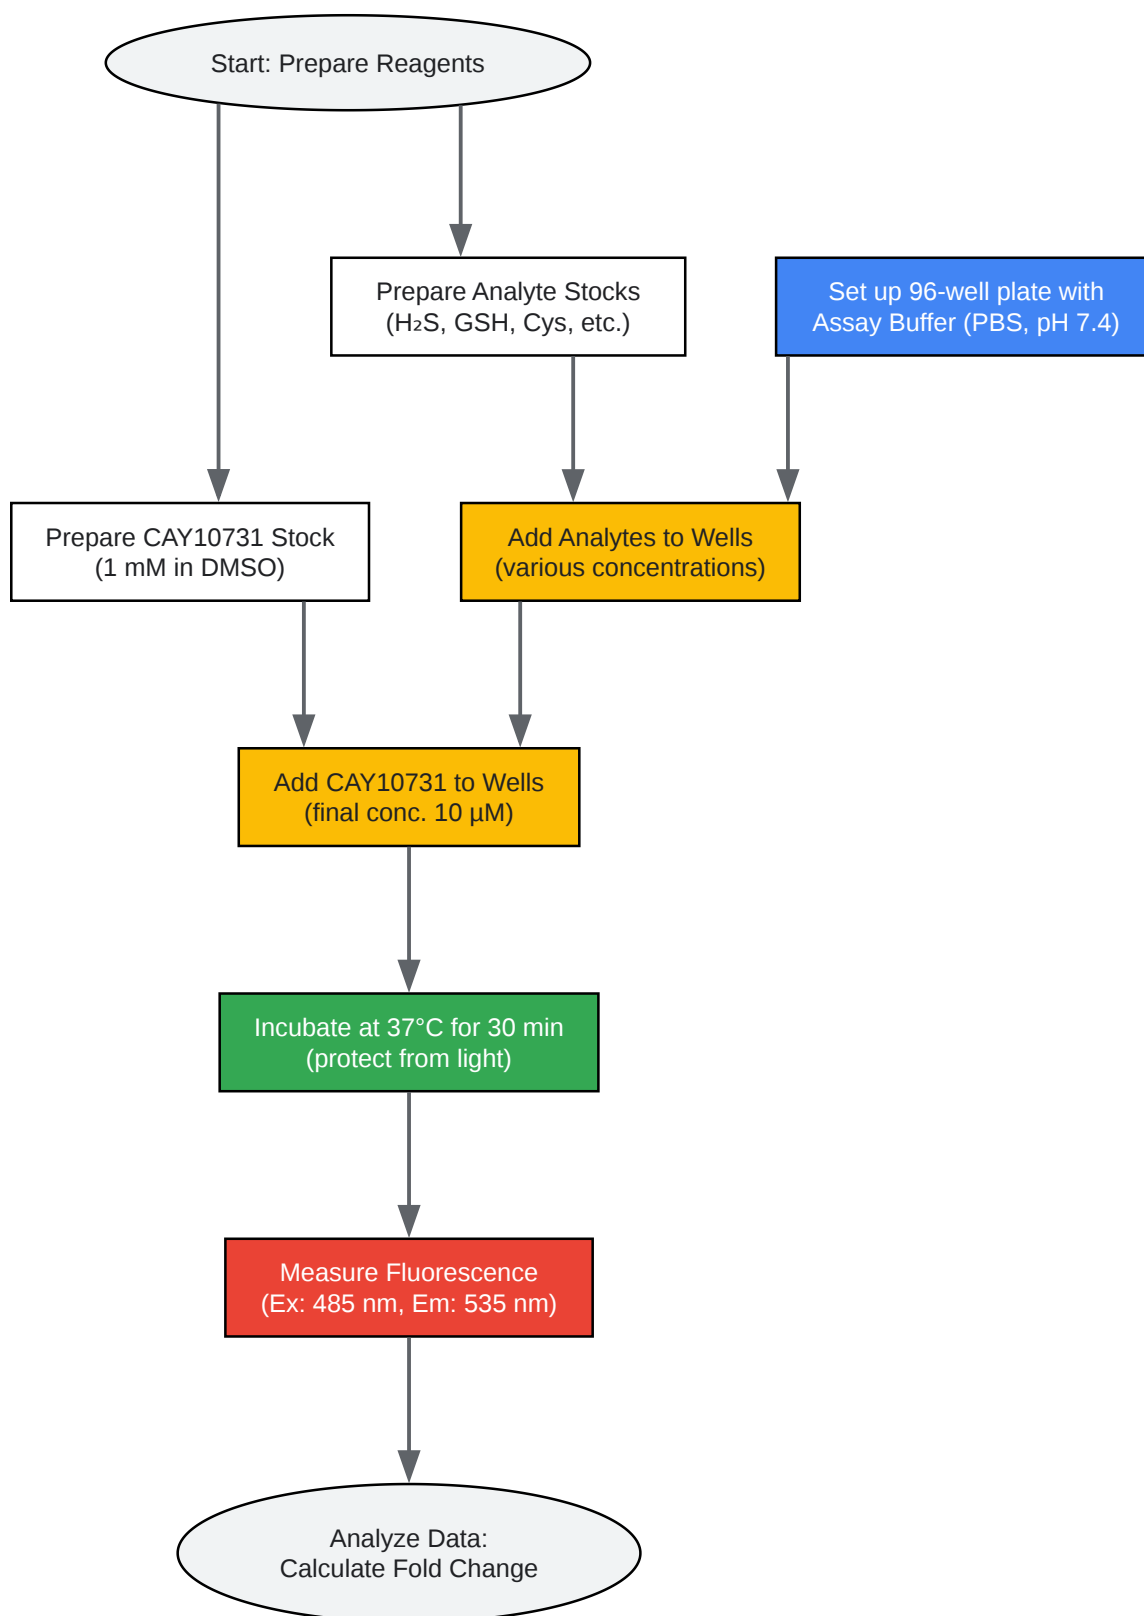 Start: Prepare Reagents
Prepare Analyte Stocks
(H₂S, GSH, Cys, etc.)
Set up 96-well plate with
Assay Buffer (PBS, pH 7.4)
Prepare CAY10731 Stock
(1 mM in DMSO)
Add Analytes to Wells
(various concentrations)
Add CAY10731 to Wells
(final conc. 10 µM)
Incubate at 37°C for 30 min
(protect from light)
Measure Fluorescence
(Ex: 485 nm, Em: 535 nm)
Analyze Data:
Calculate Fold Change